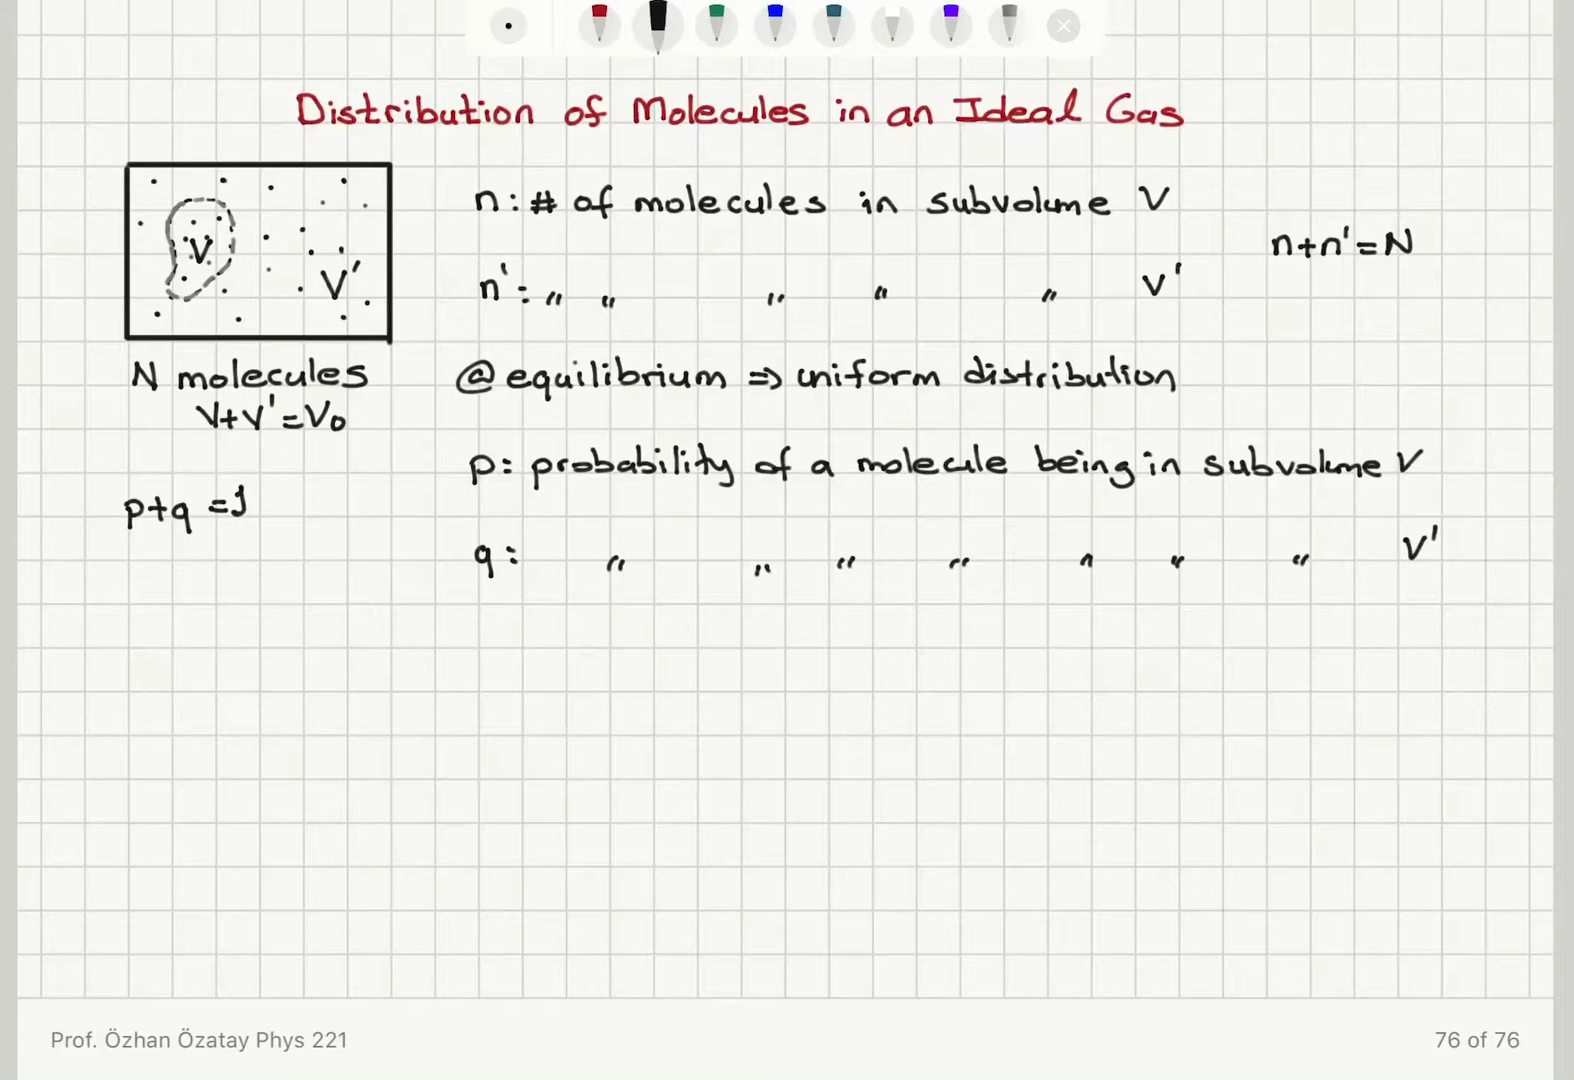 Distribution of Molecules in an Ideal Gas
V
V'
N molecules
V+V'=V₀
p+q=1
n: # of molecules in subvolume V
n+n'=N
n': " " " " " V'
@ equilibrium => uniform distribution
p: probability of a molecule being in subvolume V
q: " " " " " " " V'
Prof. Özhan Özatay Phys 221
76 of 76